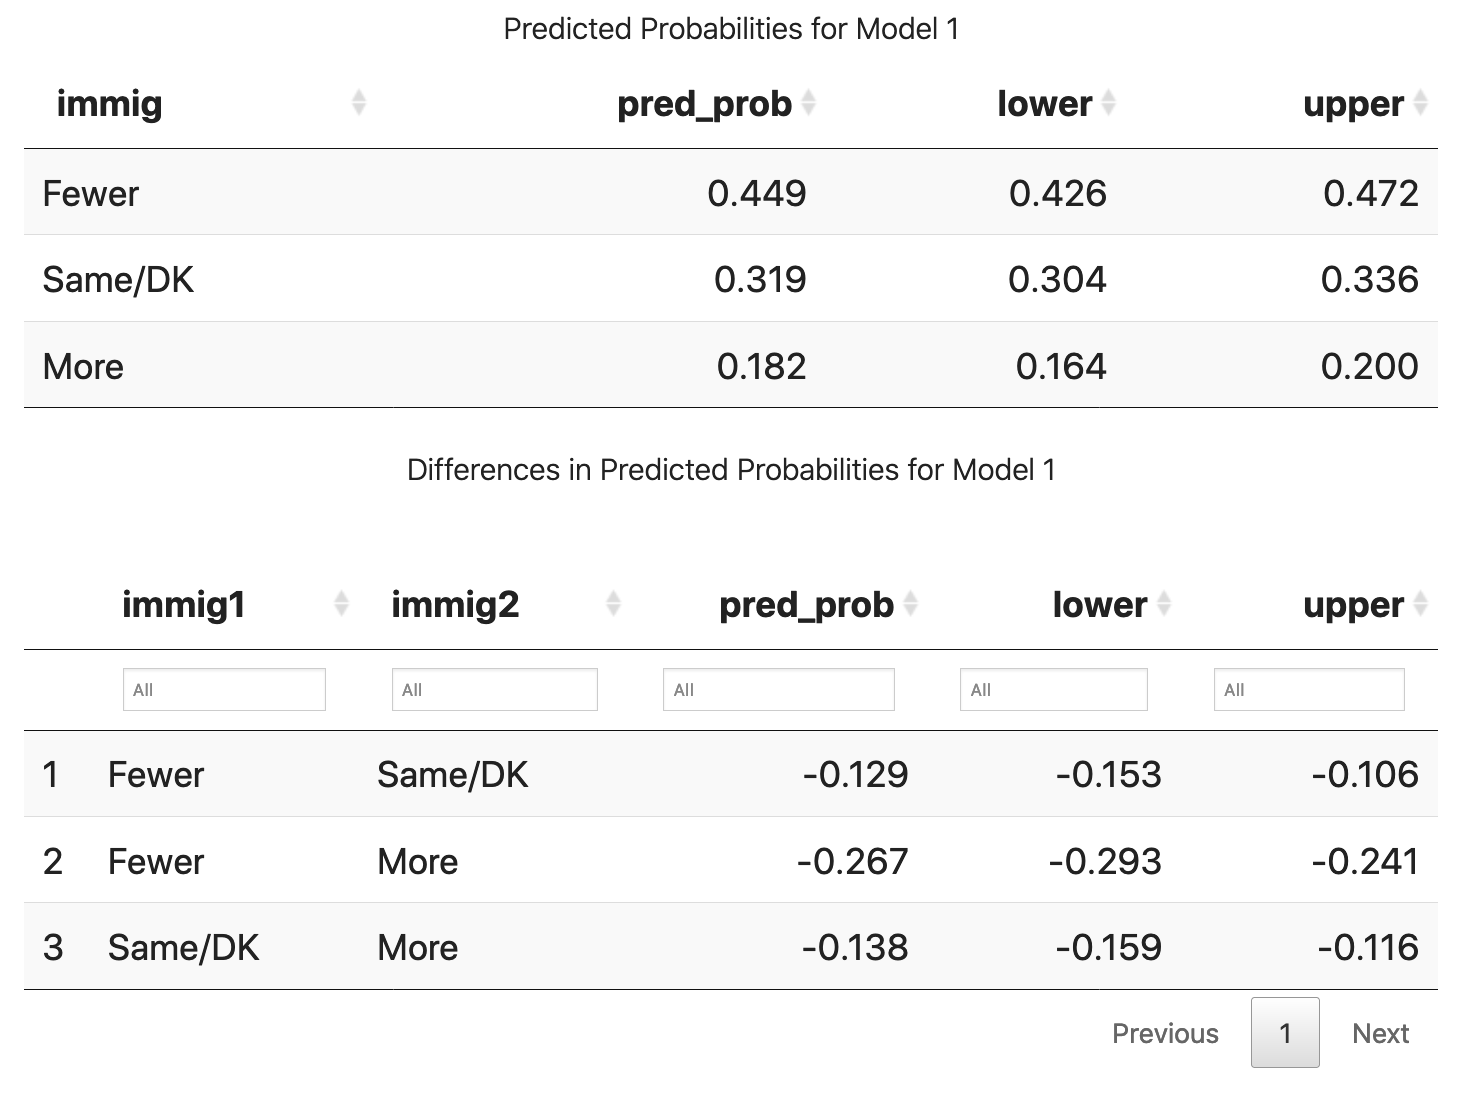 Predicted Probabilities for Model 1
immig pred_prob lower upper
Fewer 0.449 0.426 0.472
Same/DK 0.319 0.304 0.336
More 0.182 0.164 0.200
Differences in Predicted Probabilities for Model 1
immig1 immig2 pred_prob lower upper
All All All All All
1 Fewer Same/DK -0.129 -0.153 -0.106
2 Fewer More -0.267 -0.293 -0.241
3 Same/DK More -0.138 -0.159 -0.116
Previous 1 Next